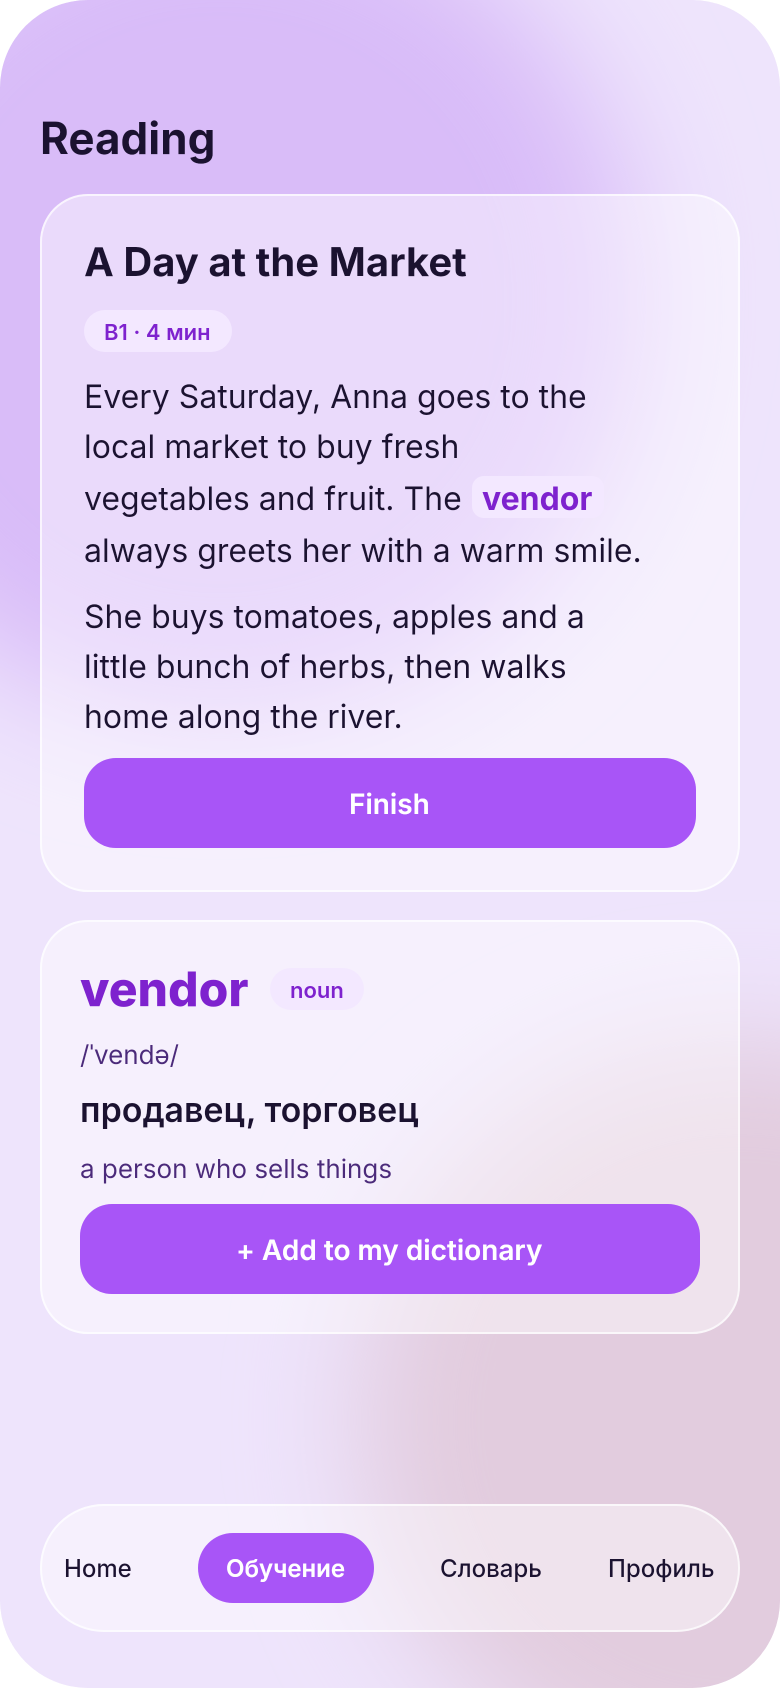 Reading
A Day at the Market
B1 · 4 мин
Every Saturday, Anna goes to the
local market to buy fresh
vegetables and fruit. The vendor
always greets her with a warm smile.
She buys tomatoes, apples and a
little bunch of herbs, then walks
home along the river.
Finish
vendor noun
/ˈvendə/
продавец, торговец
a person who sells things
+ Add to my dictionary
Home Обучение Словарь Профиль